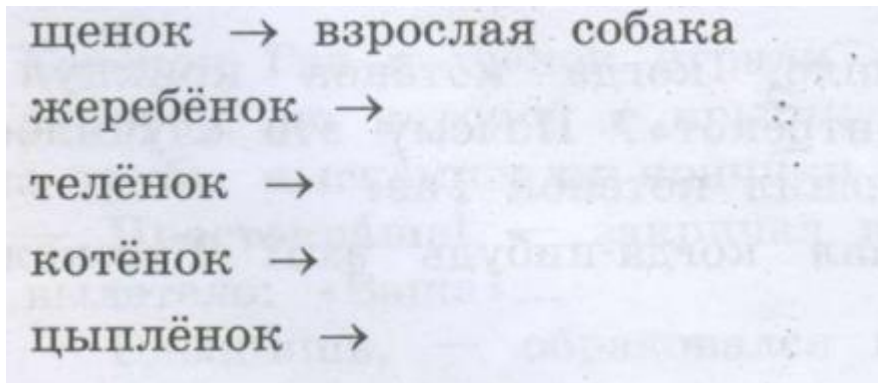 щенок → взрослая собака
жеребёнок →
телёнок →
котёнок →
цыплёнок →